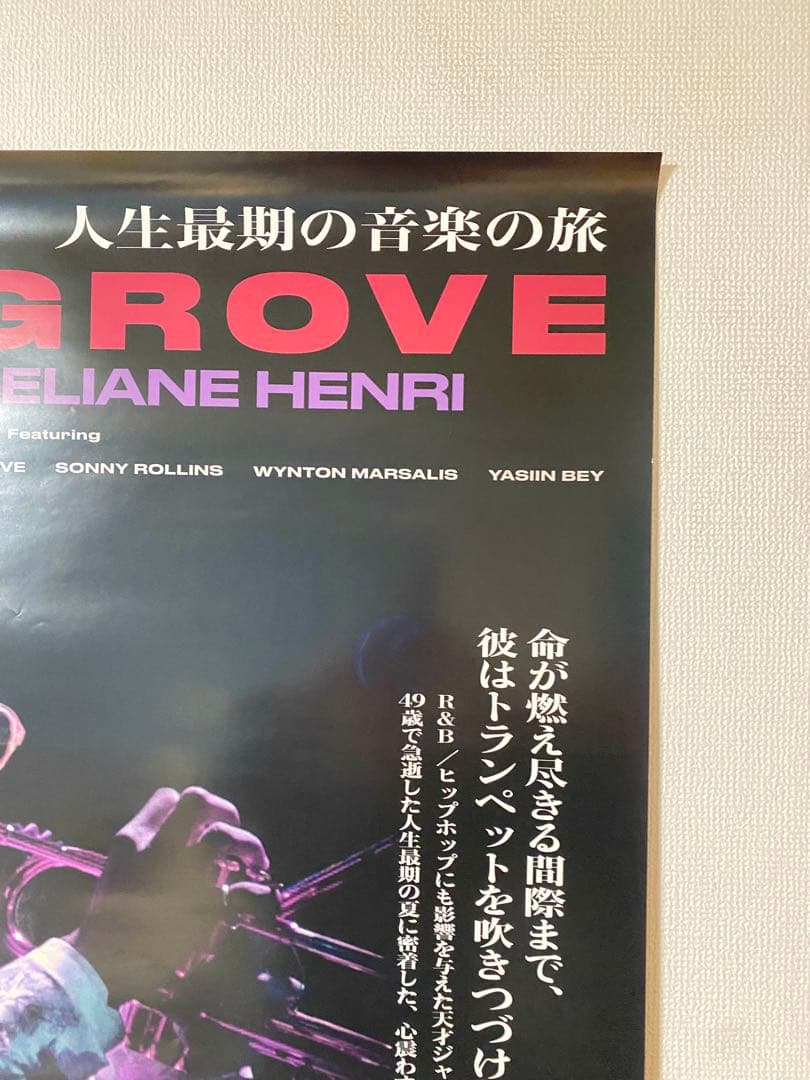 人生最期の音楽の旅
GROVE
ELIANE HENRI
Featuring
VE SONNY ROLLINS WYNTON MARSALIS YASIIN BEY
命が燃え尽きる間際まで、
彼はトランペットを吹きつづけ
R&B／ヒップホップにも影響を与えた天才ジャ
49歳で急逝した人生最期の夏に密着した、心震わす